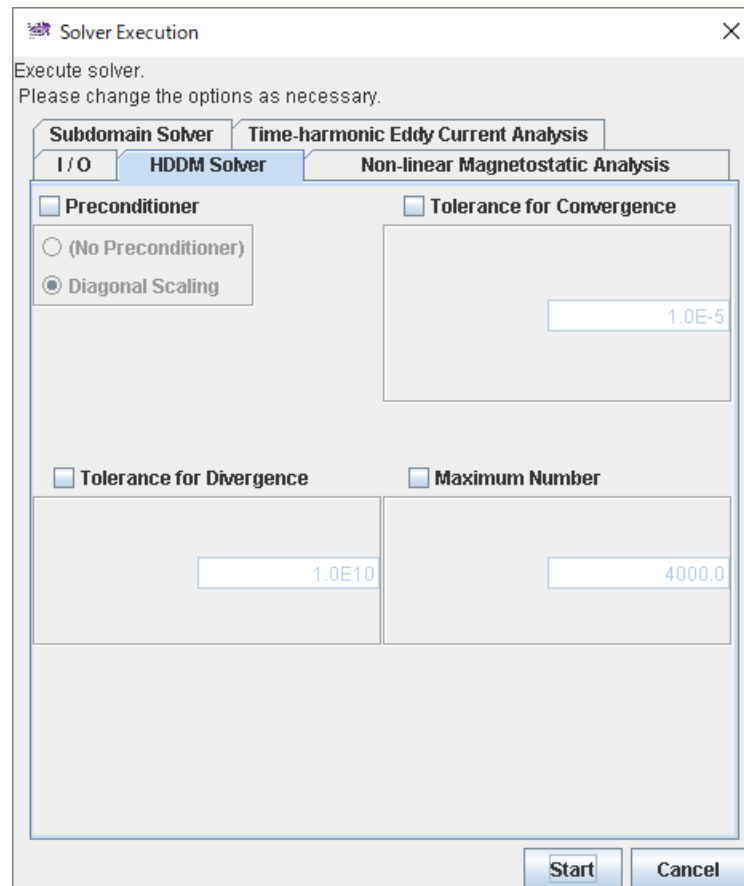 Solver Execution
Execute solver.
Please change the options as necessary.
Subdomain Solver Time-harmonic Eddy Current Analysis
I / O HDDM Solver Non-linear Magnetostatic Analysis
Preconditioner Tolerance for Convergence
(No Preconditioner)
Diagonal Scaling
1.0E-5
Tolerance for Divergence Maximum Number
1.0E10 4000.0
Start Cancel